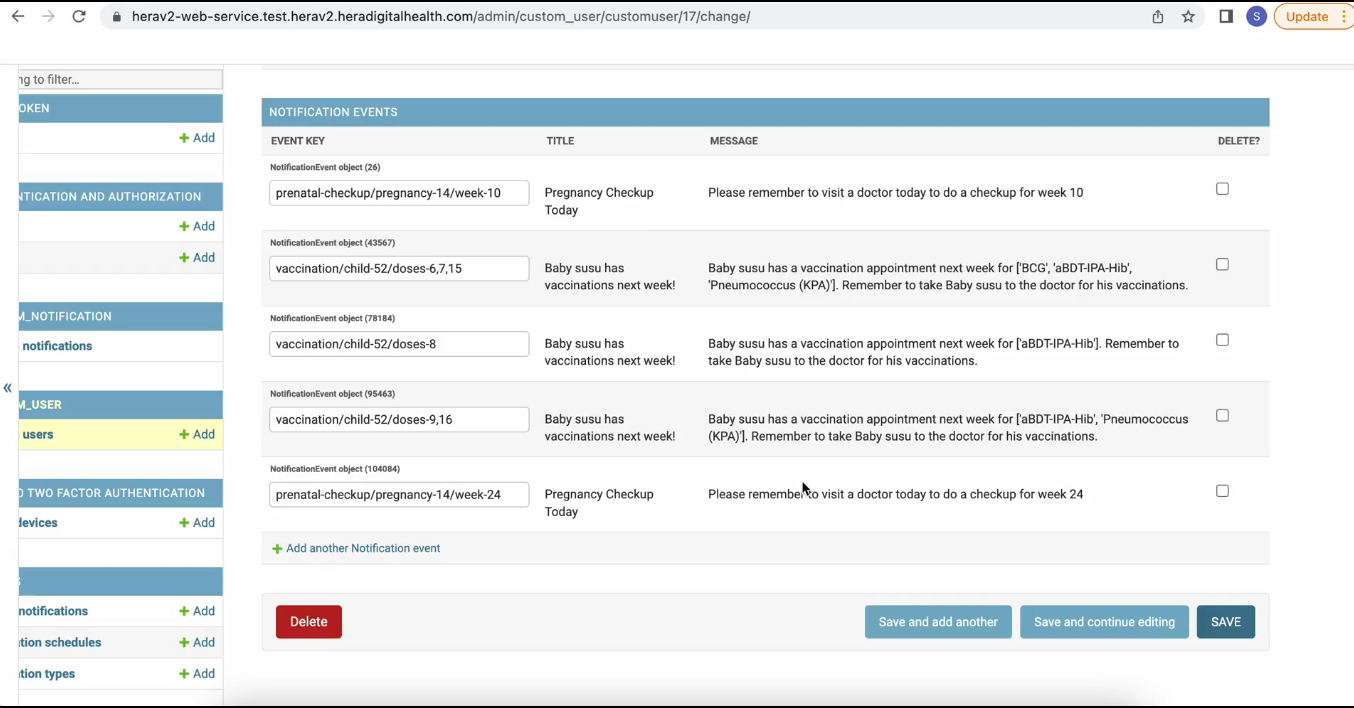 herav2-web-service.test.herav2.heradigitalhealth.com/admin/custom_user/customuser/17/change/
S
Update
ng to filter...
OKEN
Add
NTICATION AND AUTHORIZATION
Add
Add
M_NOTIFICATION
notifications
M_USER
users
Add
O TWO FACTOR AUTHENTICATION
devices
Add
notifications
Add
tion schedules
Add
tion types
Add
«
NOTIFICATION EVENTS
EVENT KEY TITLE MESSAGE DELETE?
NotificationEvent object (26)
prenatal-checkup/pregnancy-14/week-10
Pregnancy Checkup
Today
Please remember to visit a doctor today to do a checkup for week 10
NotificationEvent object (43567)
vaccination/child-52/doses-6,7,15
Baby susu has
vaccinations next week!
Baby susu has a vaccination appointment next week for ['BCG', 'aBDT-IPA-Hib',
'Pneumococcus (KPA)']. Remember to take Baby susu to the doctor for his vaccinations.
NotificationEvent object (78184)
vaccination/child-52/doses-8
Baby susu has
vaccinations next week!
Baby susu has a vaccination appointment next week for ['aBDT-IPA-Hib']. Remember to
take Baby susu to the doctor for his vaccinations.
NotificationEvent object (95463)
vaccination/child-52/doses-9,16
Baby susu has
vaccinations next week!
Baby susu has a vaccination appointment next week for ['aBDT-IPA-Hib', 'Pneumococcus
(KPA)']. Remember to take Baby susu to the doctor for his vaccinations.
NotificationEvent object (104084)
prenatal-checkup/pregnancy-14/week-24
Pregnancy Checkup
Today
Please remember to visit a doctor today to do a checkup for week 24
Add another Notification event
Delete
Save and add another
Save and continue editing
SAVE